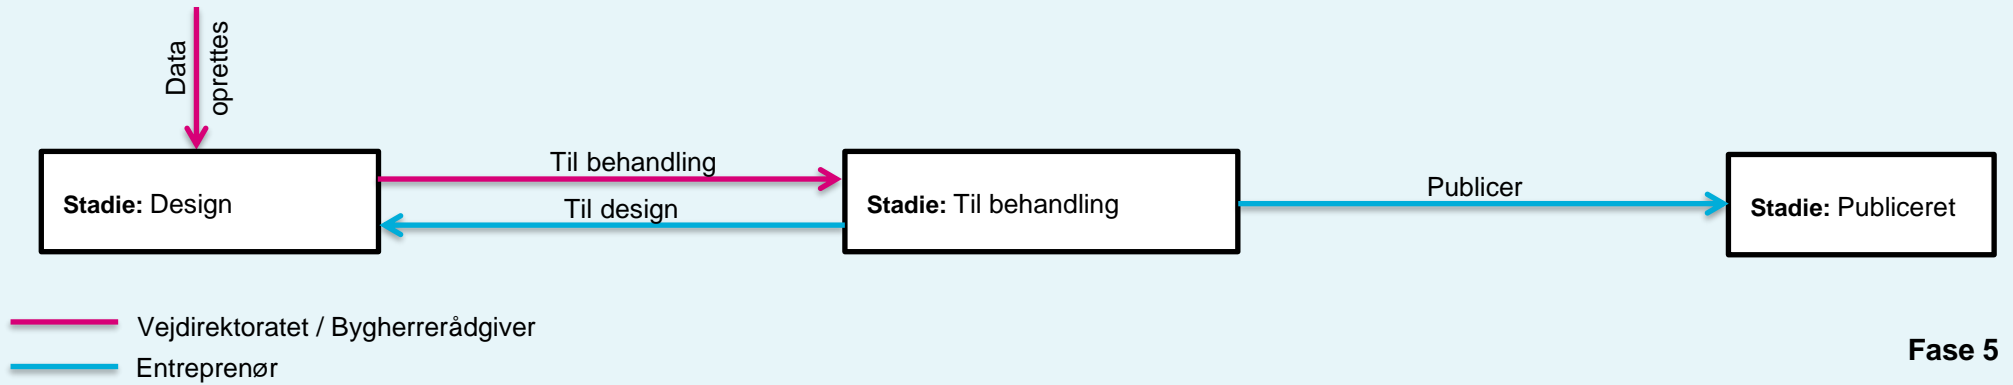 Data
oprettes
Stadie: Design
Til behandling
Til design
Stadie: Til behandling
Publicer
Stadie: Publiceret
Vejdirektoratet / Bygherrerådgiver
Entreprenør
Fase 5